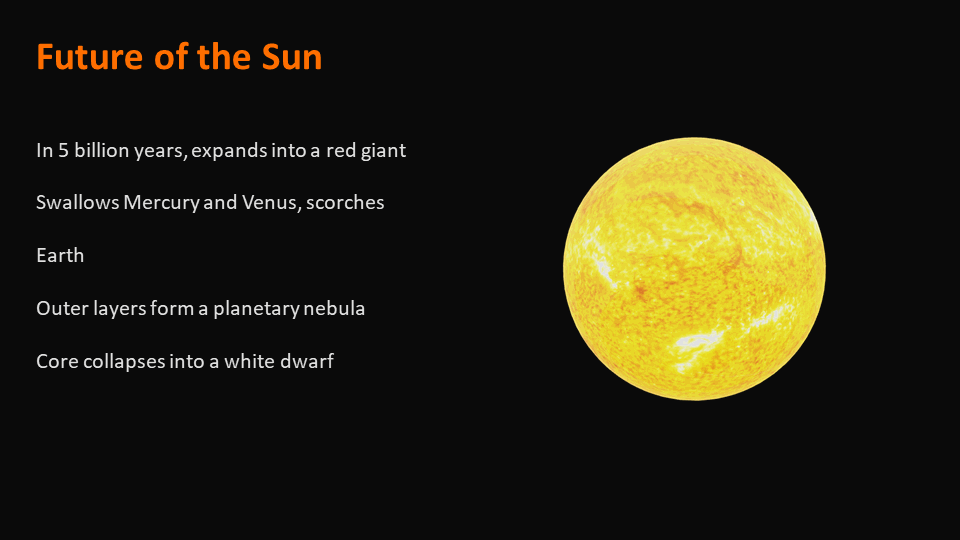 Future of the Sun
In 5 billion years, expands into a red giant
Swallows Mercury and Venus, scorches
Earth
Outer layers form a planetary nebula
Core collapses into a white dwarf